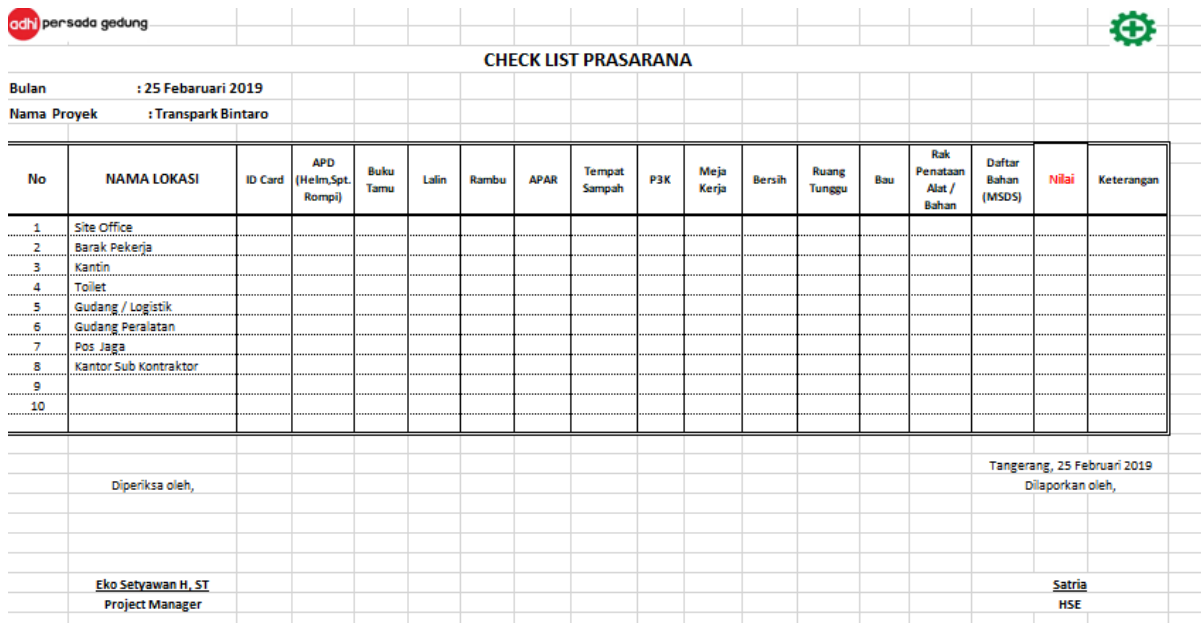 adhi persada gedung
CHECK LIST PRASARANA
Bulan : 25 Febaruari 2019
Nama Proyek : Transpark Bintaro
No NAMA LOKASI ID Card APD (Helm,Spt. Rompi) Buku Tamu Lalin Rambu APAR Tempat Sampah P3K Meja Kerja Bersih Ruang Tunggu Bau Rak Penataan Alat / Bahan Daftar Bahan (MSDS) Nilai Keterangan
1 Site Office
2 Barak Pekerja
3 Kantin
4 Toilet
5 Gudang / Logistik
6 Gudang Peralatan
7 Pos Jaga
8 Kantor Sub Kontraktor
9
10
Tangerang, 25 Februari 2019
Diperiksa oleh, Dilaporkan oleh,
Eko Setyawan H, ST Satria
Project Manager HSE